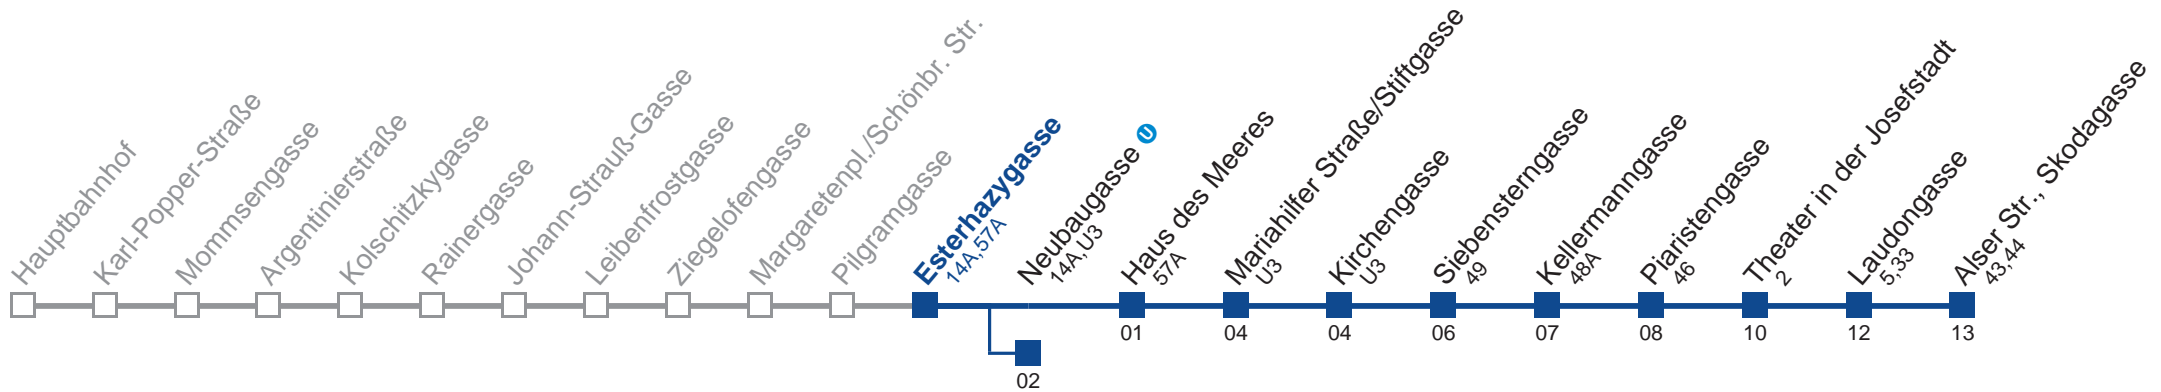 Hauptbahnhof
Karl-Popper-Straße
Mommsengasse
Argentinierstraße
Kolschitzkygasse
Rainergasse
Johann-Strauß-Gasse
Leibenfrostgasse
Ziegelofengasse
Margaretenpl./Schönbr. Str.
Pilgramgasse
Esterhazygasse
14A,57A
Neubaugasse U
14A,U3
Haus des Meeres
57A
Mariahilfer Straße/Stiftgasse
U3
Kirchengasse
U3
Siebensterngasse
49
Kellermanngasse
48A
Piaristengasse
46
Theater in der Josefstadt
2
Laudongasse
5,33
Alser Str., Skodagasse
43,44
01
04
04
06
07
08
10
12
13
02